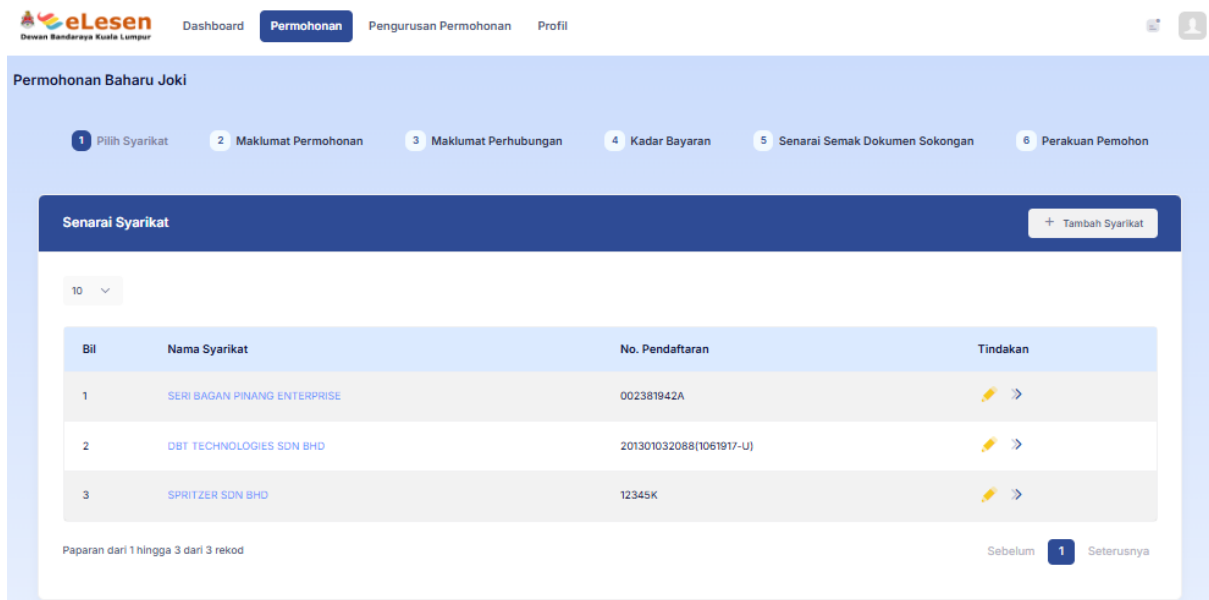 eLesen
Dewan Bandaraya Kuala Lumpur
Dashboard Permohonan Pengurusan Permohonan Profil
Permohonan Baharu Joki
1 Pilih Syarikat 2 Maklumat Permohonan 3 Maklumat Perhubungan 4 Kadar Bayaran 5 Senarai Semak Dokumen Sokongan 6 Perakuan Pemohon
Senarai Syarikat + Tambah Syarikat
10
Bil Nama Syarikat No. Pendaftaran Tindakan
1 SERI BAGAN PINANG ENTERPRISE 002381942A
2 DBT TECHNOLOGIES SDN BHD 201301032088(1061917-U)
3 SPRITZER SDN BHD 12345K
Paparan dari 1 hingga 3 dari 3 rekod Sebelum 1 Seterusnya